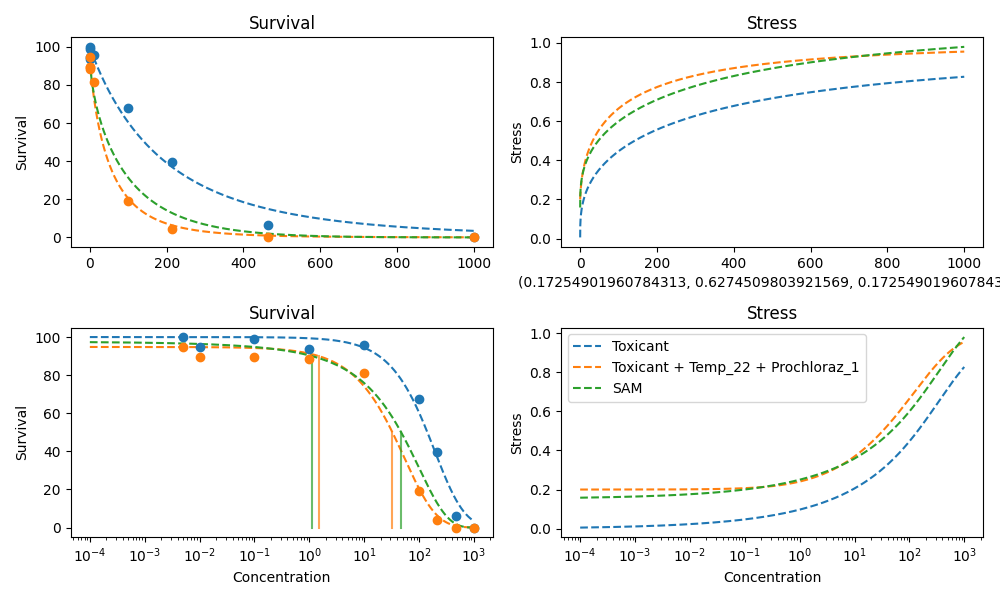 Survival
Survival
100
80
60
40
20
0
0 200 400 600 800 1000
Stress
Stress
1.0
0.8
0.6
0.4
0.2
0.0
0 200 400 600 800 1000
(0.17254901960784313, 0.6274509803921569, 0.172549019607843
Survival
Survival
100
80
60
40
20
0
10⁻⁴ 10⁻³ 10⁻² 10⁻¹ 10⁰ 10¹ 10² 10³
Concentration
Stress
Stress
1.0
0.8
0.6
0.4
0.2
0.0
Toxicant
Toxicant + Temp_22 + Prochloraz_1
SAM
10⁻⁴ 10⁻³ 10⁻² 10⁻¹ 10⁰ 10¹ 10² 10³
Concentration